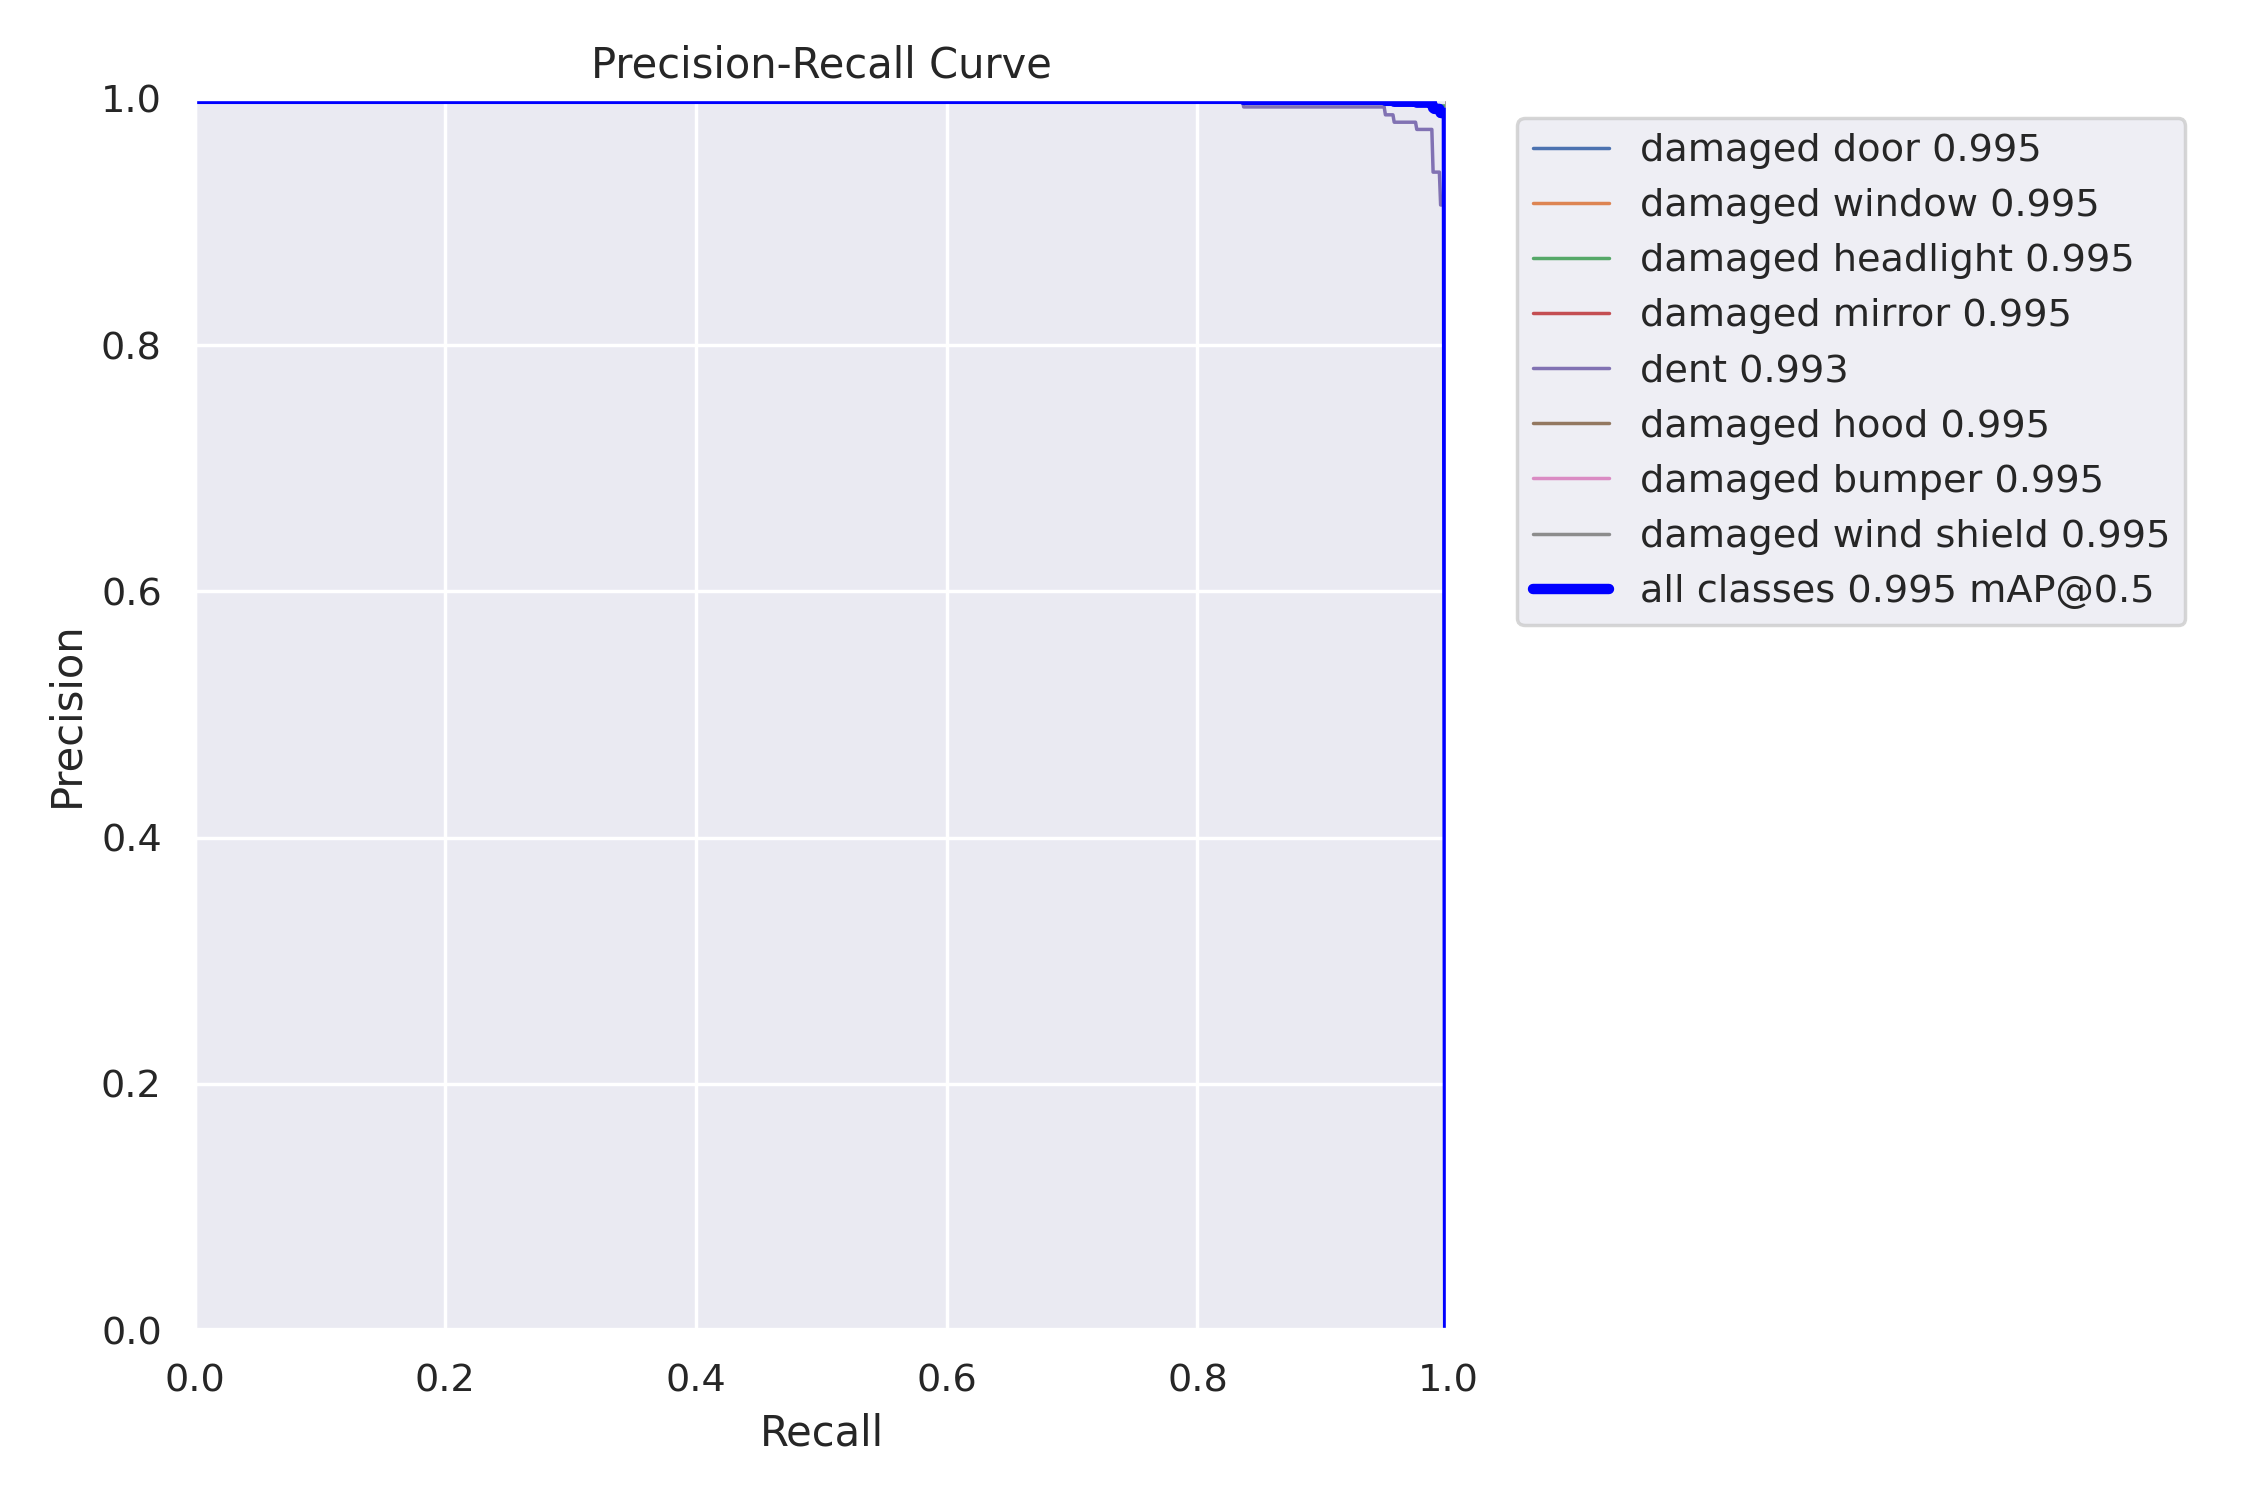 Precision-Recall Curve
1.0
0.8
0.6
0.4
0.2
0.0
Precision
0.0 0.2 0.4 0.6 0.8 1.0
Recall
damaged door 0.995
damaged window 0.995
damaged headlight 0.995
damaged mirror 0.995
dent 0.993
damaged hood 0.995
damaged bumper 0.995
damaged wind shield 0.995
all classes 0.995 mAP@0.5